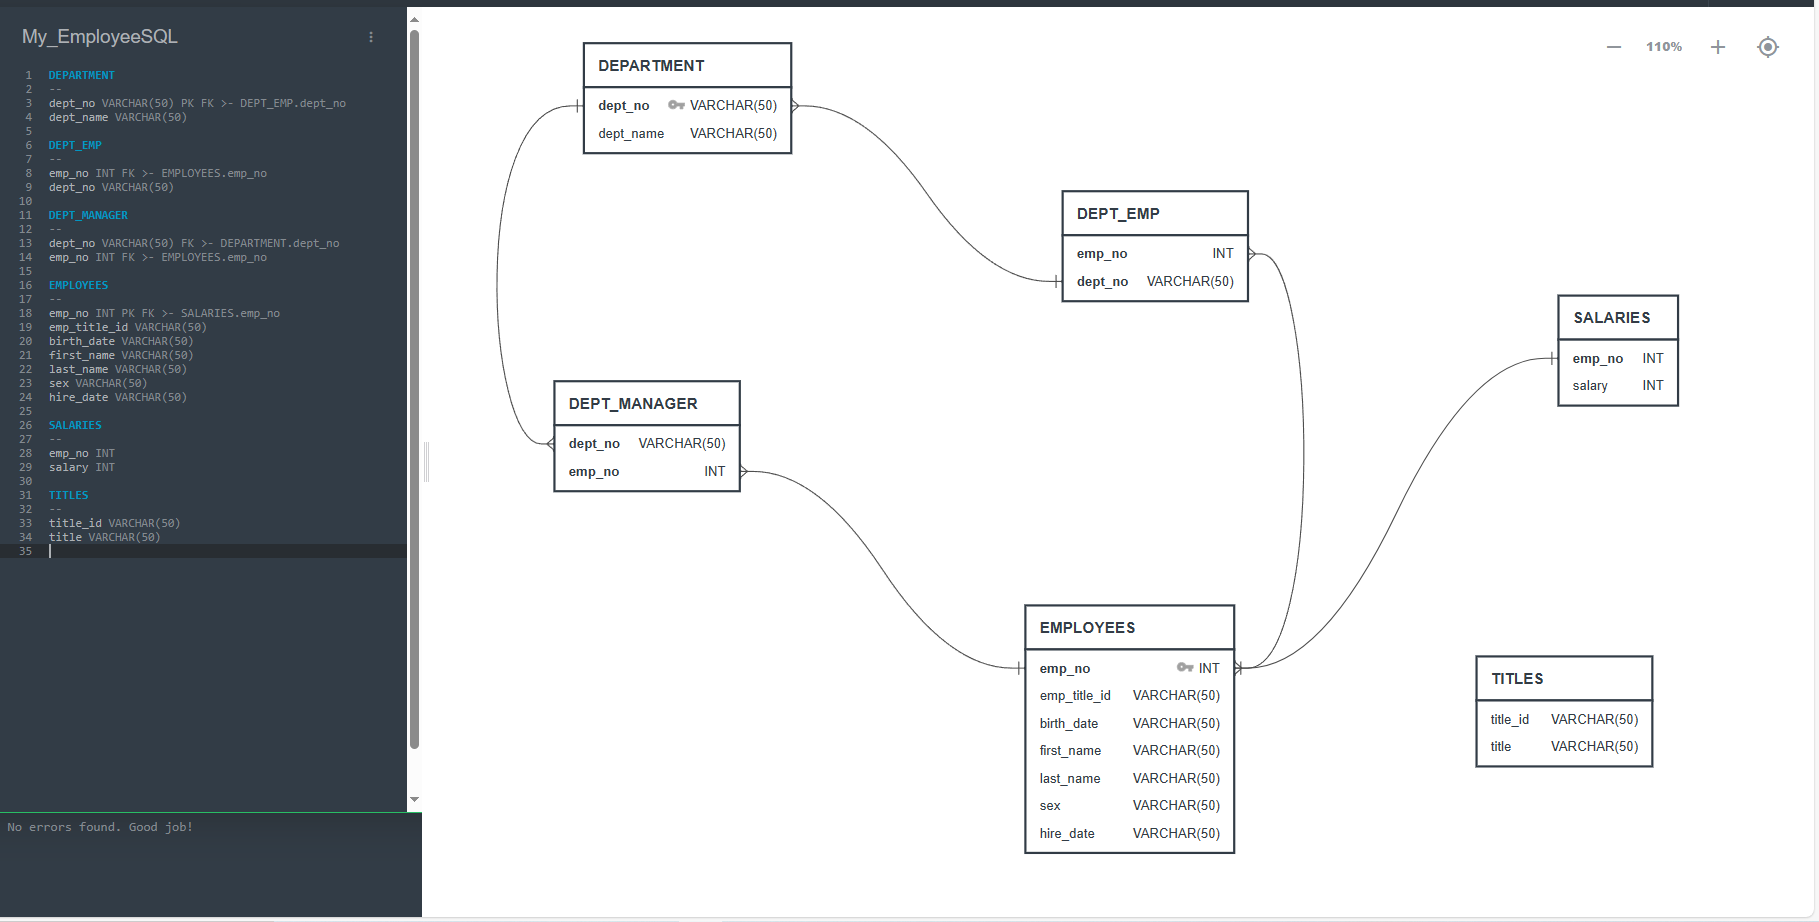 My_EmployeeSQL
1 DEPARTMENT
2 --
3 dept_no VARCHAR(50) PK FK >- DEPT_EMP.dept_no
4 dept_name VARCHAR(50)
5
6 DEPT_EMP
7 --
8 emp_no INT FK >- EMPLOYEES.emp_no
9 dept_no VARCHAR(50)
10
11 DEPT_MANAGER
12 --
13 dept_no VARCHAR(50) FK >- DEPARTMENT.dept_no
14 emp_no INT FK >- EMPLOYEES.emp_no
15
16 EMPLOYEES
17 --
18 emp_no INT PK FK >- SALARIES.emp_no
19 emp_title_id VARCHAR(50)
20 birth_date VARCHAR(50)
21 first_name VARCHAR(50)
22 last_name VARCHAR(50)
23 sex VARCHAR(50)
24 hire_date VARCHAR(50)
25
26 SALARIES
27 --
28 emp_no INT
29 salary INT
30
31 TITLES
32 --
33 title_id VARCHAR(50)
34 title VARCHAR(50)
35
No errors found. Good job!
110%
DEPARTMENT
dept_no VARCHAR(50)
dept_name VARCHAR(50)
DEPT_EMP
emp_no INT
dept_no VARCHAR(50)
SALARIES
emp_no INT
salary INT
DEPT_MANAGER
dept_no VARCHAR(50)
emp_no INT
EMPLOYEES
emp_no INT
emp_title_id VARCHAR(50)
birth_date VARCHAR(50)
first_name VARCHAR(50)
last_name VARCHAR(50)
sex VARCHAR(50)
hire_date VARCHAR(50)
TITLES
title_id VARCHAR(50)
title VARCHAR(50)